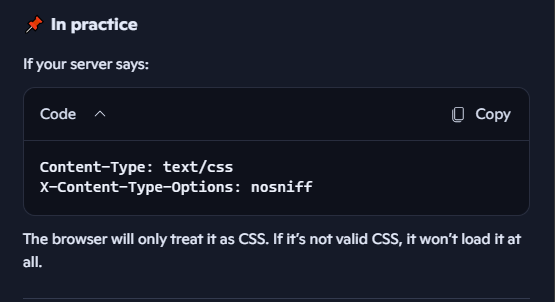 📌 In practice
If your server says:
Code Copy
Content-Type: text/css
X-Content-Type-Options: nosniff
The browser will only treat it as CSS. If it’s not valid CSS, it won’t load it at
all.